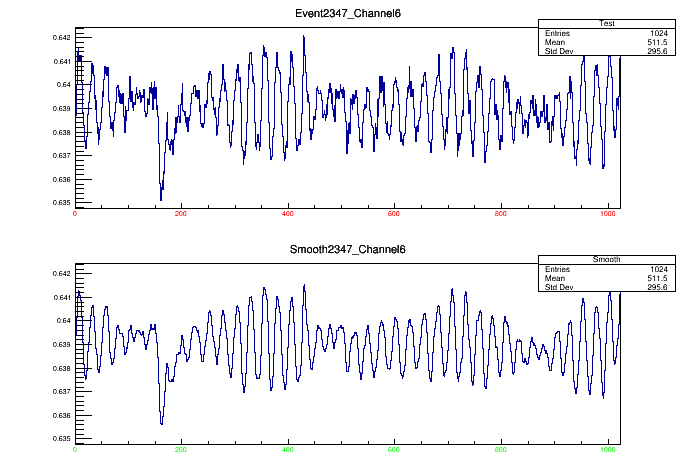 Event2347_Channel6
Test
Entries 1024
Mean 511.5
Std Dev 295.6
0.642
0.641
0.64
0.639
0.638
0.637
0.636
0.635
0 200 400 600 800 1000
Smooth2347_Channel6
Smooth
Entries 1024
Mean 511.5
Std Dev 295.6
0.642
0.641
0.64
0.639
0.638
0.637
0.636
0.635
0 200 400 600 800 1000